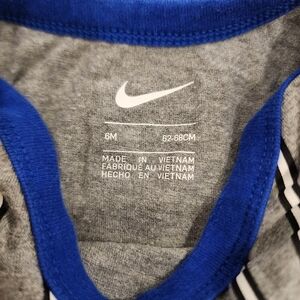 6M 62-68CM
MADE IN VIETNAM
FABRIQUÉ AU VIETNAM
HECHO EN VIETNAM